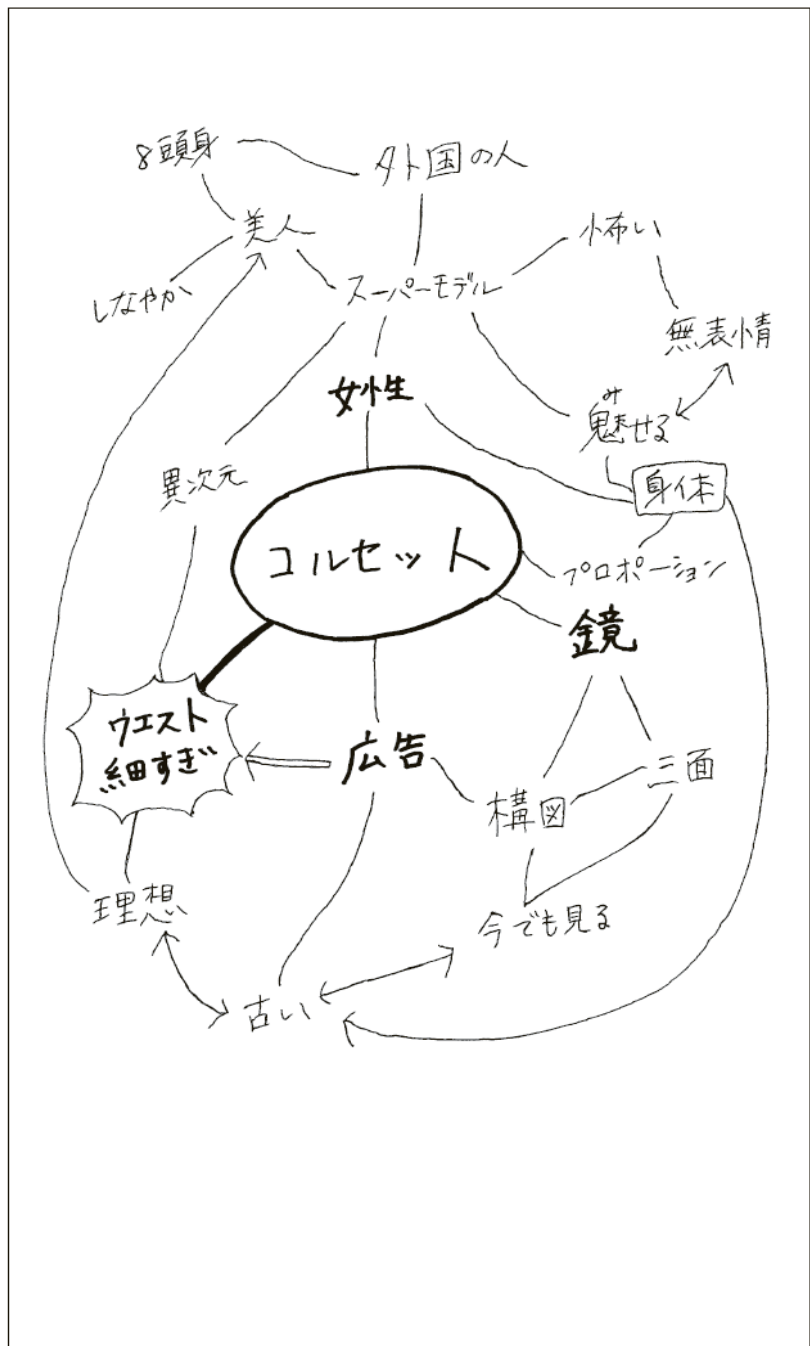 8頭身
外国の人
美人
怖い
しなやか
スーパーモデル
無表情
女性
み
魅せる
異次元
身体
コルセット
プロポーション
鏡
ウエスト
細すぎ
広告
三面
構図
理想
今でも見る
古い